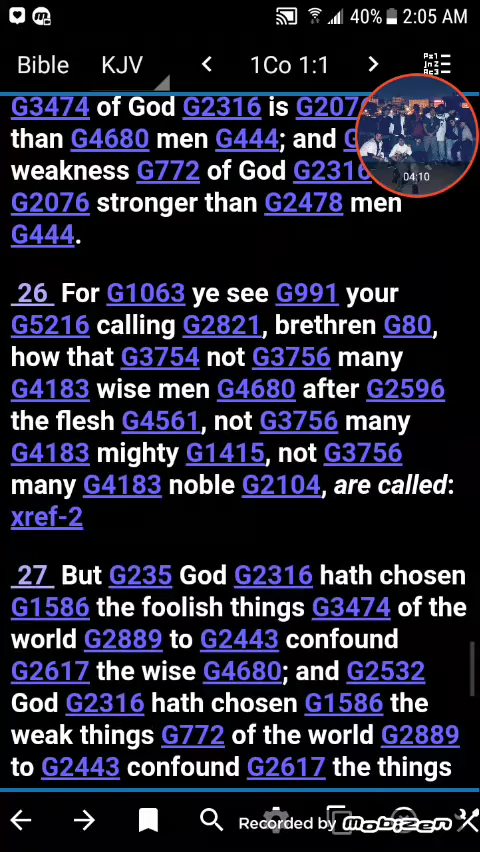 40% 2:05 AM
Bible KJV < 1Co 1:1 >
G3474 of God G2316 is
than G4680 men G444; and
04:10
weakness G772 of God G2316
G2076 stronger than G2478 men
G444.
26 For G1063 ye see G991 your
G5216 calling G2821, brethren G80,
how that G3754 not G3756 many
G4183 wise men G4680 after G2596
the flesh G4561, not G3756 many
G4183 mighty G1415, not G3756
many G4183 noble G2104, are called:
xref-2
27 But G235 God G2316 hath chosen
G1586 the foolish things G3474 of the
world G2889 to G2443 confound
G2617 the wise G4680; and G2532
God G2316 hath chosen G1586 the
weak things G772 of the world G2889
to G2443 confound G2617 the things
Recorded by mobizen